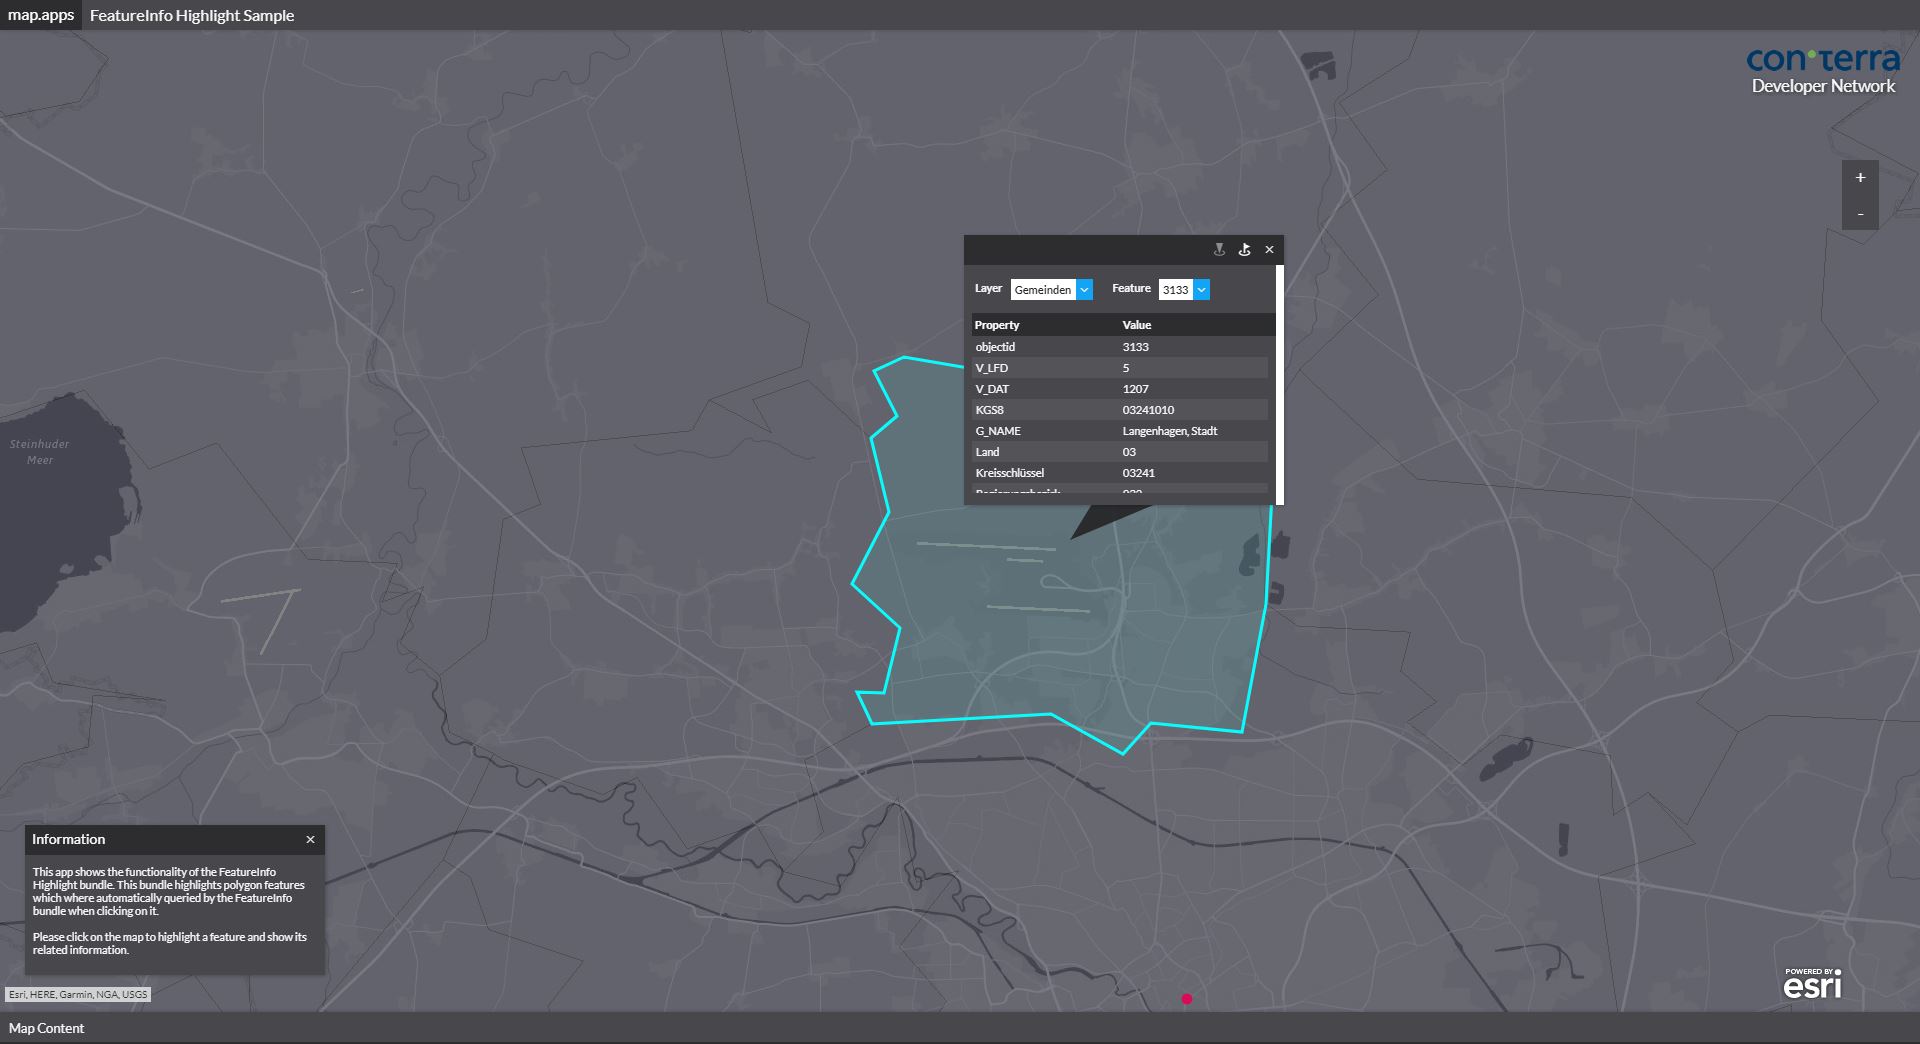 map.apps FeatureInfo Highlight Sample
con terra
Developer Network
+
-
Layer Gemeinden Feature 3133
Property Value
objectid 3133
V_LFD 5
V_DAT 1207
KGS8 03241010
G_NAME Langenhagen, Stadt
Land 03
Kreisschlüssel 03241
Steinhuder
Meer
Information
This app shows the functionality of the FeatureInfo
Highlight bundle. This bundle highlights polygon features
which where automatically queried by the FeatureInfo
bundle when clicking on it.
Please click on the map to highlight a feature and show its
related information.
Esri, HERE, Garmin, NGA, USGS
POWERED BY
esri
Map Content